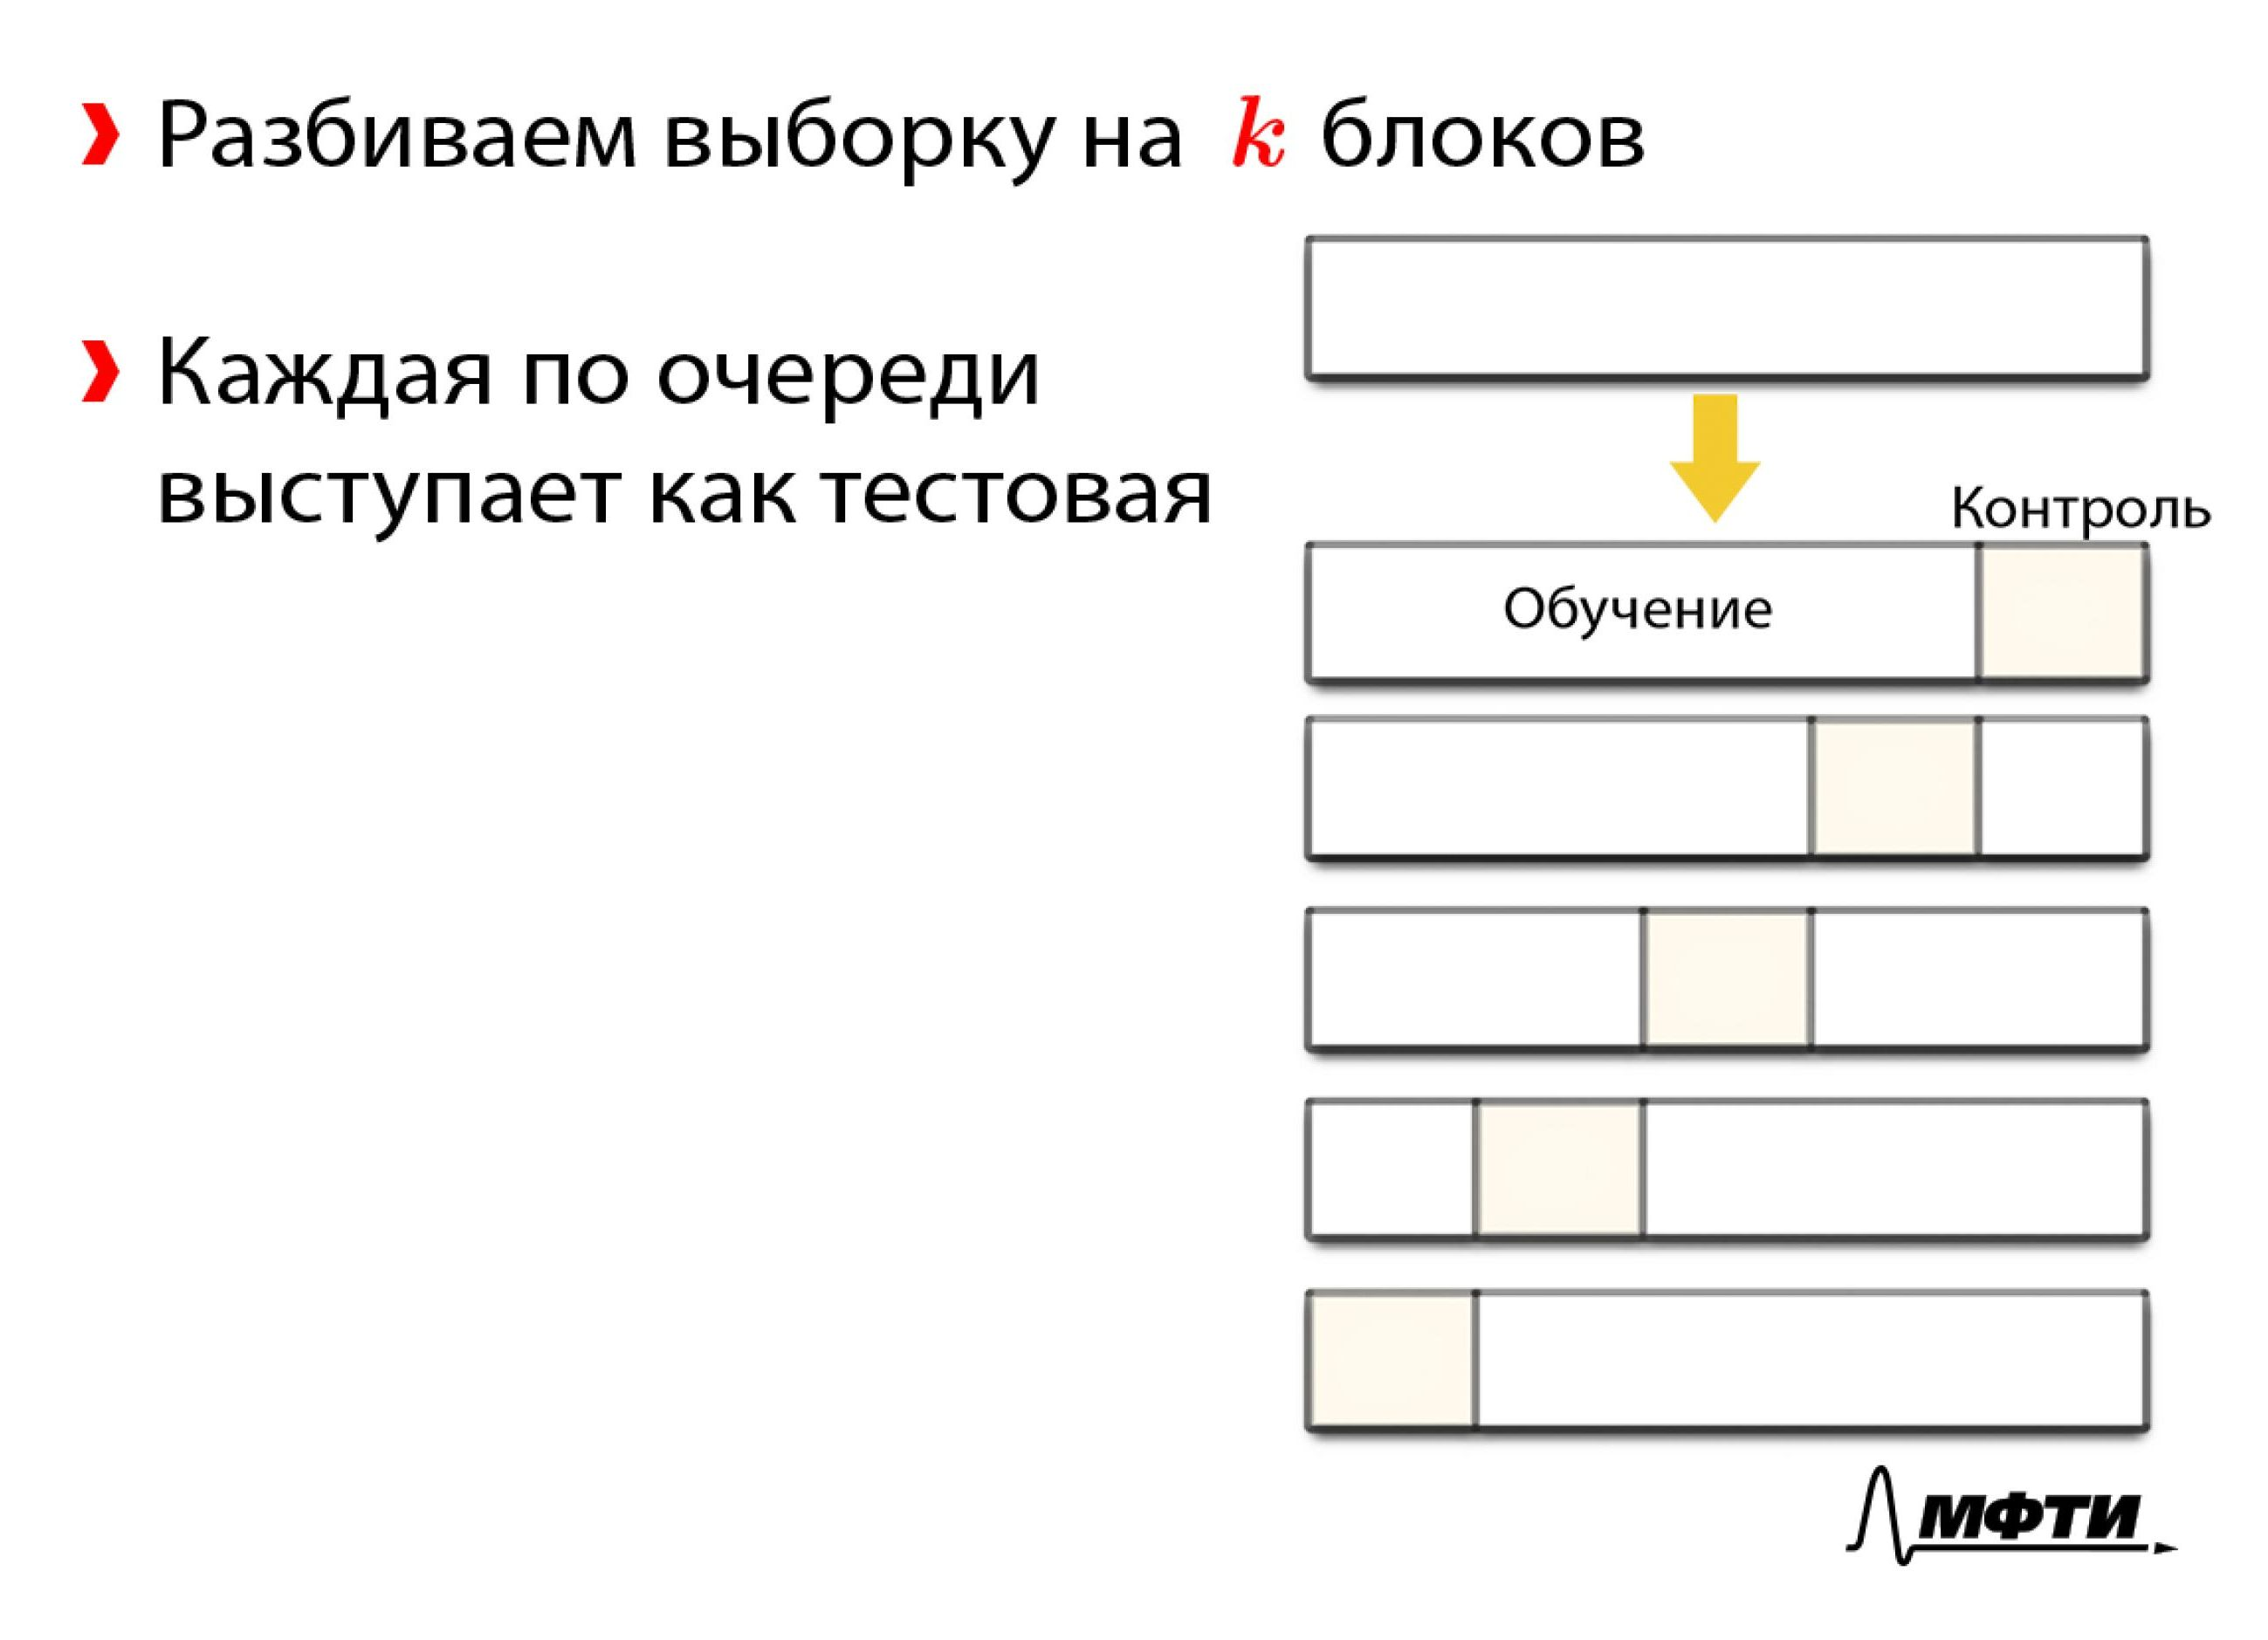 Разбиваем выборку на k блоков
Каждая по очереди
выступает как тестовая
Контроль
Обучение
МФТИ